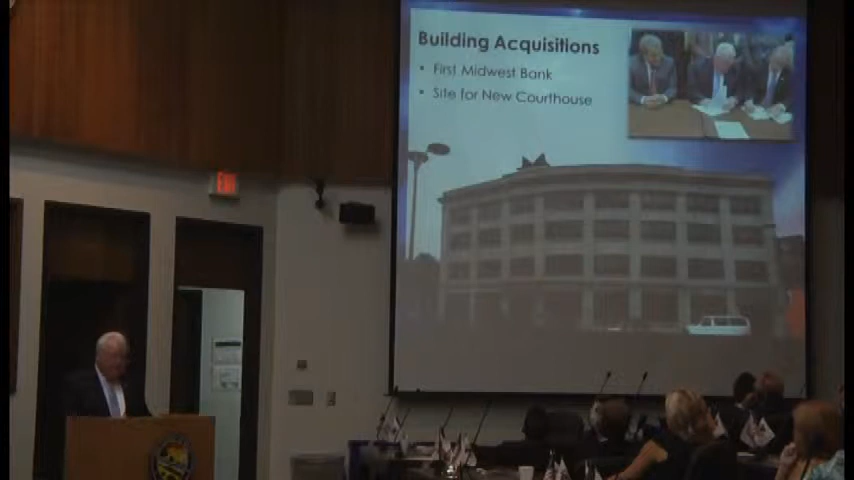 Building Acquisitions
• First Midwest Bank
• Site for New Courthouse
EXIT